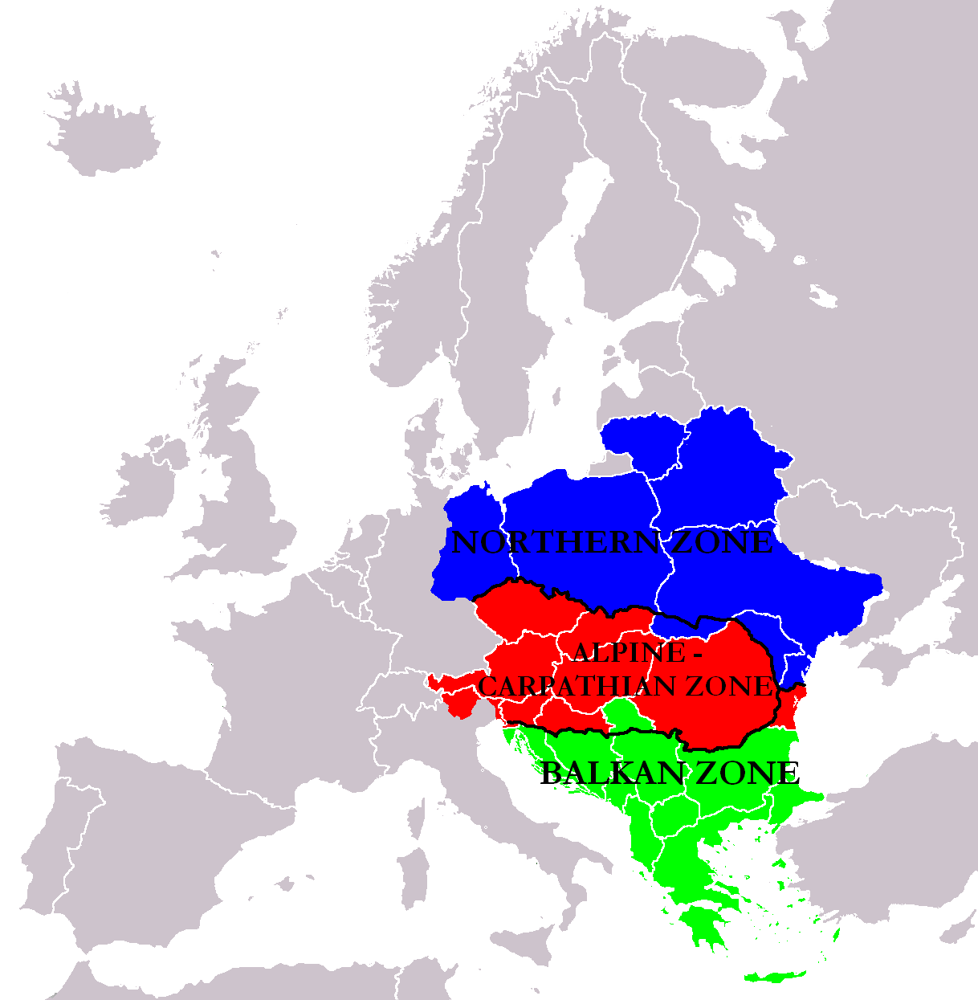 NORTHERN ZONE
ALPINE -
CARPATHIAN ZONE
BALKAN ZONE